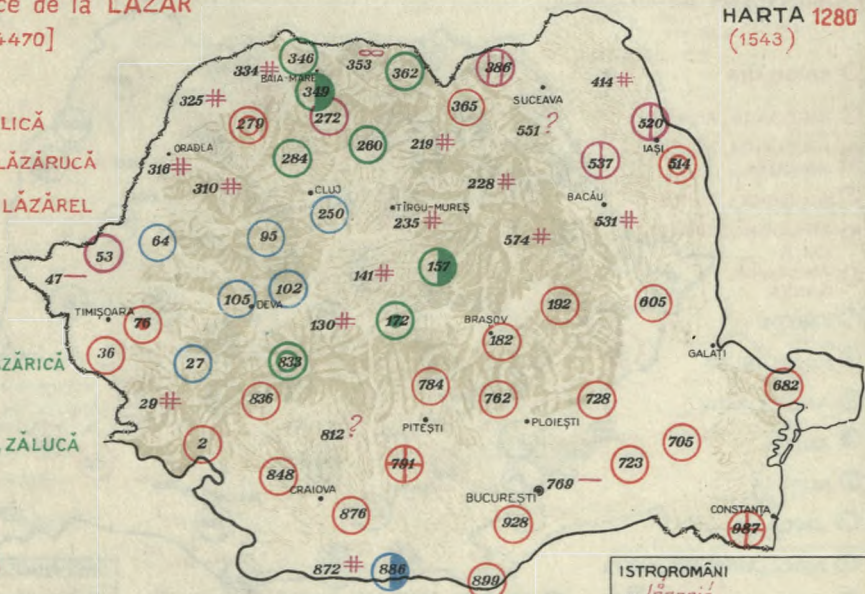 ce de la LAZĂR
4470]
HARTA 1280
(1543)
LICĂ
LĂZĂRUCĂ
LĂZĂREL
ZĂRICĂ
ZĂLUCĂ
334 #
346
353 ∞
362
386
414 #
BAIA-MARE
349
SUCEAVA
325 #
279
272
365
551 ?
520
IAȘI
ORADEA
316 #
284
260
219 #
537
514
310 #
CLUJ
228 #
BACĂU
250
TÎRGU-MUREȘ
235 #
531 #
53
64
95
574 #
47 —
141 #
157
105
DEVA
102
192
605
TIMIȘOARA
76
130 #
172
BRAȘOV
182
36
27
833
GALAȚI
29 #
836
784
762
728
682
2
812 ?
PITEȘTI
PLOIEȘTI
705
791
723
848
CRAIOVA
BUCUREȘTI
769 —
876
928
CONSTANȚA
987
872 #
886
899
ISTROROMÂNI